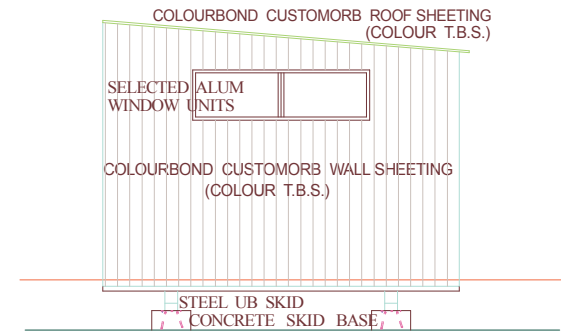 COLOURBOND CUSTOMORB ROOF SHEETING
(COLOUR T.B.S.)
SELECTED ALUM
WINDOW UNITS
COLOURBOND CUSTOMORB WALL SHEETING
(COLOUR T.B.S.)
STEEL UB SKID
CONCRETE SKID BASE